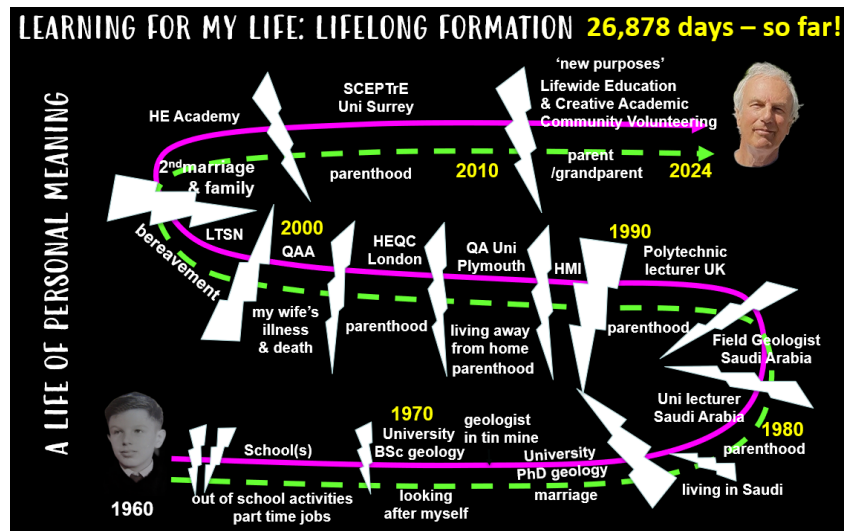 LEARNING FOR MY LIFE: LIFELONG FORMATION 26,878 days – so far!
A LIFE OF PERSONAL MEANING
'new purposes'
Lifewide Education
& Creative Academic
Community Volunteering
SCEPTrE
Uni Surrey
HE Academy
2nd marriage
& family
parenthood
2010
parent
/grandparent
2024
bereavement
LTSN
2000
QAA
HEQC
London
QA Uni
Plymouth
HMI
1990
Polytechnic
lecturer UK
my wife's
illness
& death
parenthood
living away
from home
parenthood
parenthood
Field Geologist
Saudi Arabia
Uni lecturer
Saudi Arabia
1980
parenthood
living in Saudi
1970
University
BSc geology
geologist
in tin mine
University
PhD geology
marriage
School(s)
out of school activities
part time jobs
looking
after myself
1960